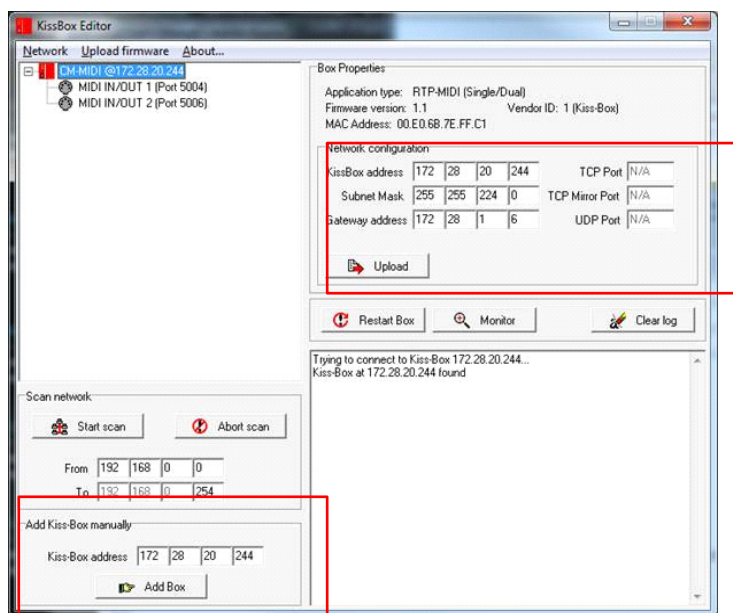 KissBox Editor
Network Upload firmware About...
CM-MIDI @172.28.20.244
MIDI IN/OUT 1 (Port 5004)
MIDI IN/OUT 2 (Port 5006)
Box Properties
Application type: RTP-MIDI (Single/Dual)
Firmware version: 1.1 Vendor ID: 1 (Kiss-Box)
MAC Address: 00.E0.6B.7E.FF.C1
Network configuration
KissBox address 172 28 20 244 TCP Port N/A
Subnet Mask 255 255 224 0 TCP Mirror Port N/A
Gateway address 172 28 1 6 UDP Port N/A
Upload
Restart Box Monitor Clear log
Trying to connect to Kiss-Box 172.28.20.244...
Kiss-Box at 172.28.20.244 found
Scan network
Start scan Abort scan
From 192 168 0 0
To 192 168 0 254
Add Kiss-Box manually
Kiss-Box address 172 28 20 244
Add Box